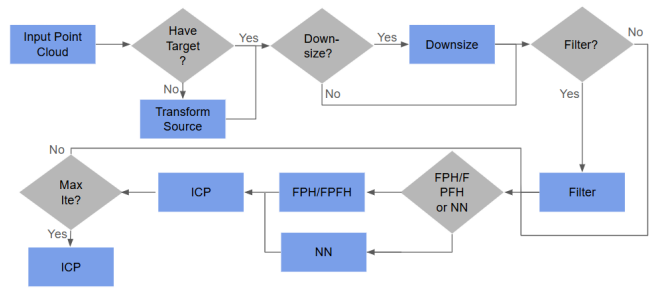 Input Point
Cloud
Have
Target
?
Yes
No
Transform
Source
Down-
size?
Yes
No
Downsize
Filter?
No
Yes
Filter
FPH/F
PFH
or NN
FPH/FPFH
NN
ICP
No
Max
Ite?
Yes
ICP